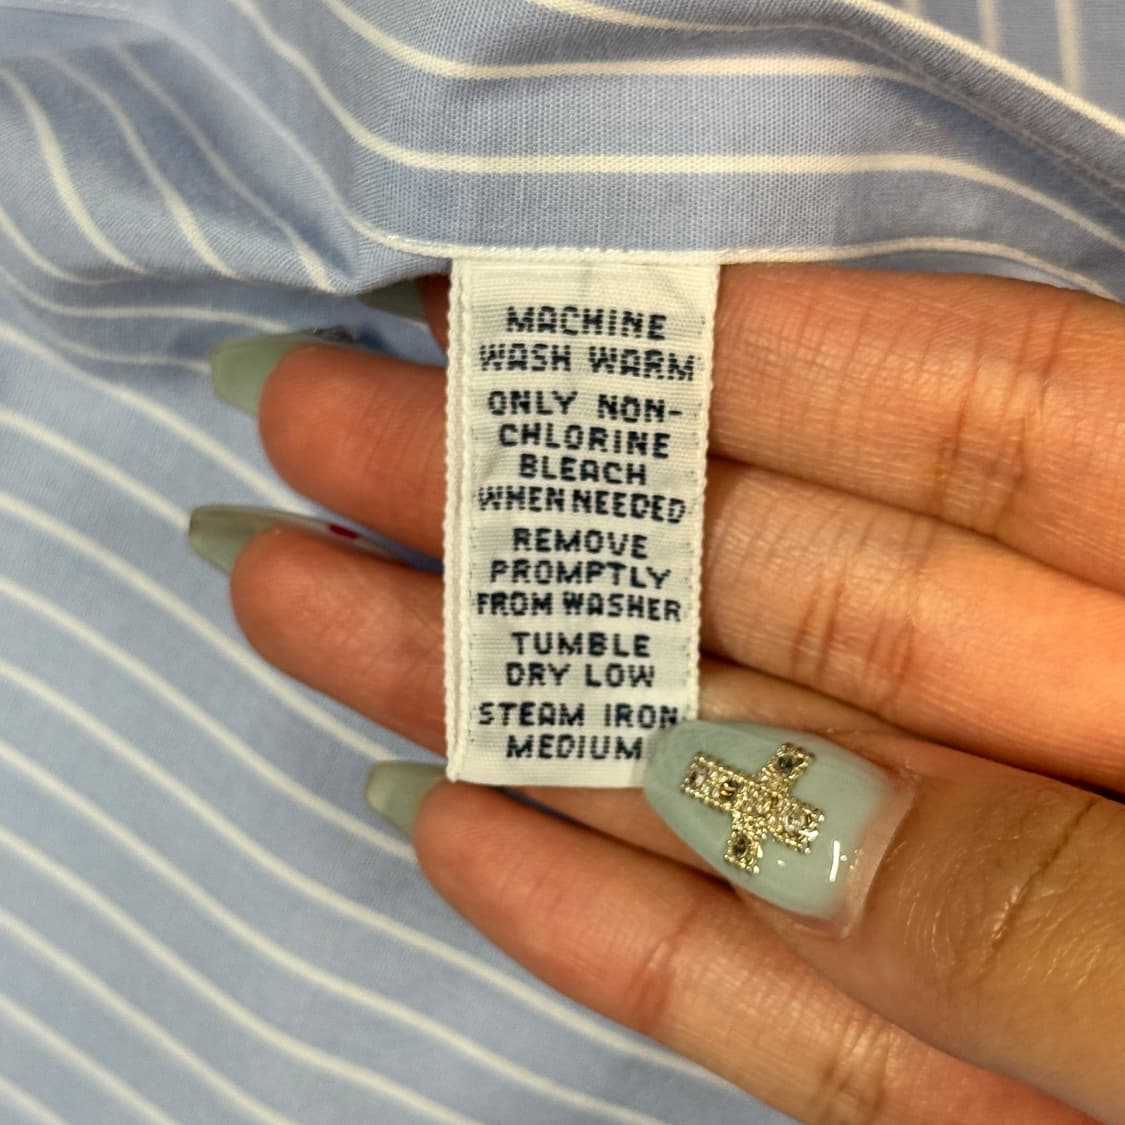 MACHINE
WASH WARM
ONLY NON-
CHLORINE
BLEACH
WHEN NEEDED
REMOVE
PROMPTLY
FROM WASHER
TUMBLE
DRY LOW
STEAM IRON
MEDIUM